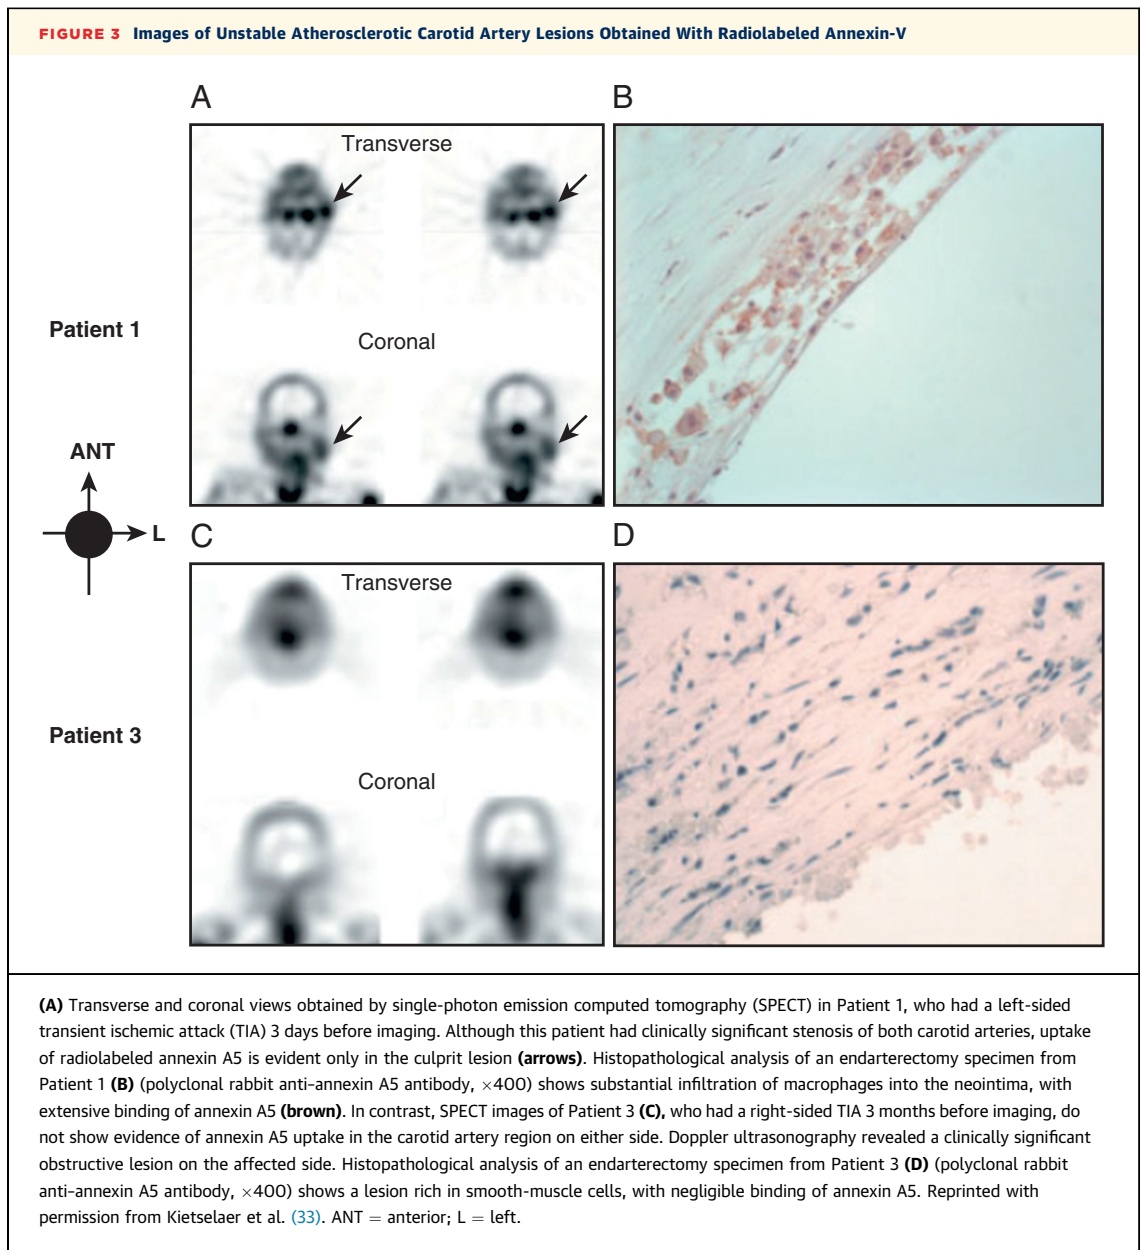 FIGURE 3 Images of Unstable Atherosclerotic Carotid Artery Lesions Obtained With Radiolabeled Annexin-V
A
B
Transverse
Patient 1
Coronal
ANT
L
C
D
Transverse
Patient 3
Coronal
(A) Transverse and coronal views obtained by single-photon emission computed tomography (SPECT) in Patient 1, who had a left-sided
transient ischemic attack (TIA) 3 days before imaging. Although this patient had clinically significant stenosis of both carotid arteries, uptake
of radiolabeled annexin A5 is evident only in the culprit lesion (arrows). Histopathological analysis of an endarterectomy specimen from
Patient 1 (B) (polyclonal rabbit anti-annexin A5 antibody, ×400) shows substantial infiltration of macrophages into the neointima, with
extensive binding of annexin A5 (brown). In contrast, SPECT images of Patient 3 (C), who had a right-sided TIA 3 months before imaging, do
not show evidence of annexin A5 uptake in the carotid artery region on either side. Doppler ultrasonography revealed a clinically significant
obstructive lesion on the affected side. Histopathological analysis of an endarterectomy specimen from Patient 3 (D) (polyclonal rabbit
anti-annexin A5 antibody, ×400) shows a lesion rich in smooth-muscle cells, with negligible binding of annexin A5. Reprinted with
permission from Kietselaer et al. (33). ANT = anterior; L = left.